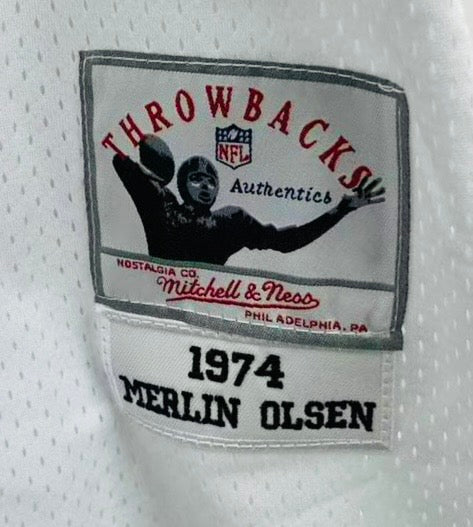 THROWBACKS
NFL
Authentics
NOSTALGIA CO.
Mitchell & Ness
PHILADELPHIA, PA
1974
MERLIN OLSEN